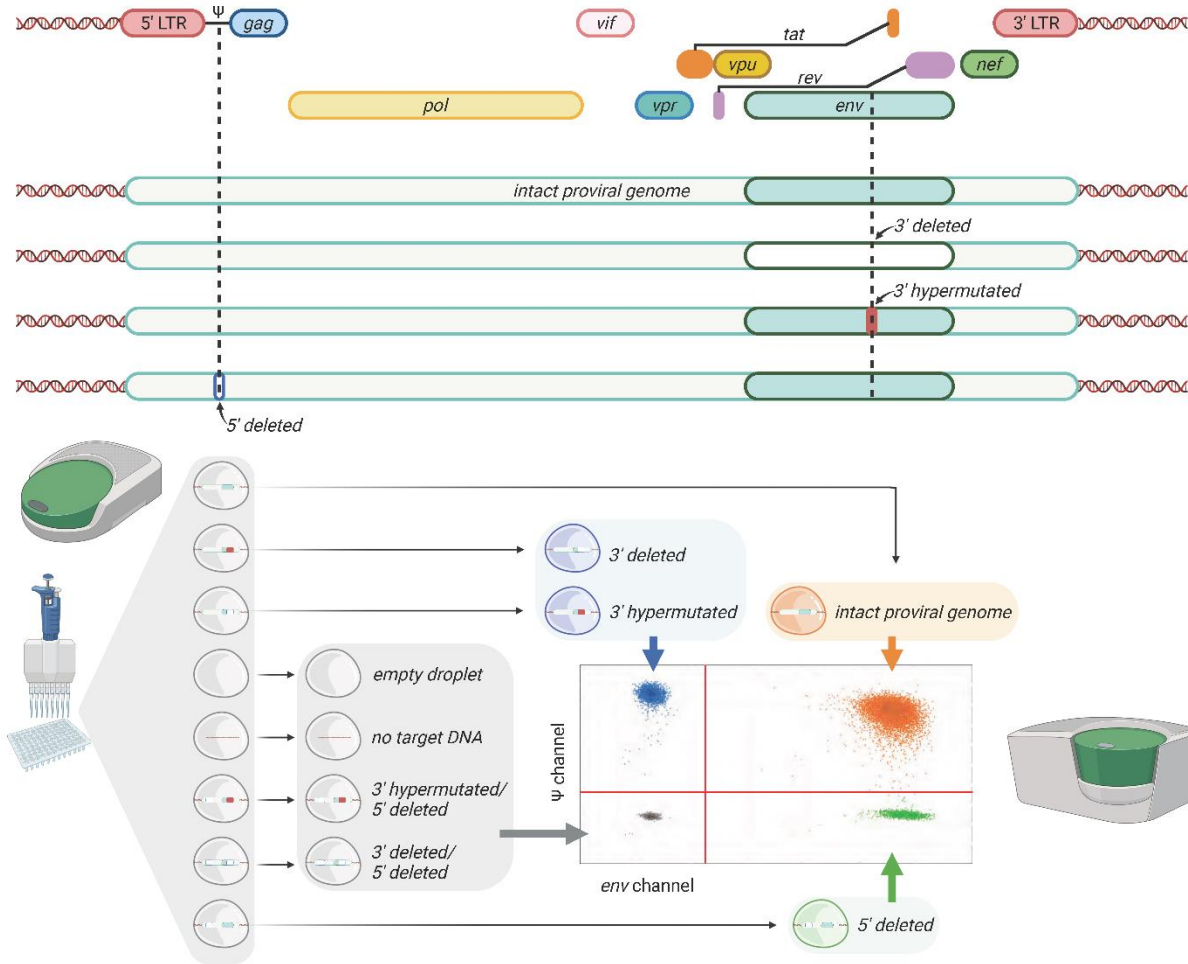 5' LTR
Ψ
gag
vif
tat
3' LTR
vpu
nef
rev
pol
vpr
env
intact proviral genome
3' deleted
3' hypermutated
5' deleted
3' deleted
3' hypermutated
intact proviral genome
empty droplet
no target DNA
3' hypermutated/
5' deleted
3' deleted/
5' deleted
Ψ channel
env channel
5' deleted